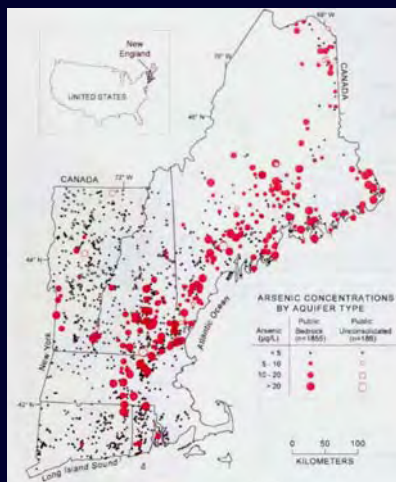 New
England
UNITED STATES
CANADA
CANADA
72°
44°
42°
New York
Atlantic Ocean
Long Island Sound
ARSENIC CONCENTRATIONS
BY AQUIFER TYPE
Arsenic
(µg/L)
Public
Bedrock
(n=1855)
Public
Unconsolidated
< 5
5 - 10
10 - 20
> 20
0 50 100
KILOMETERS